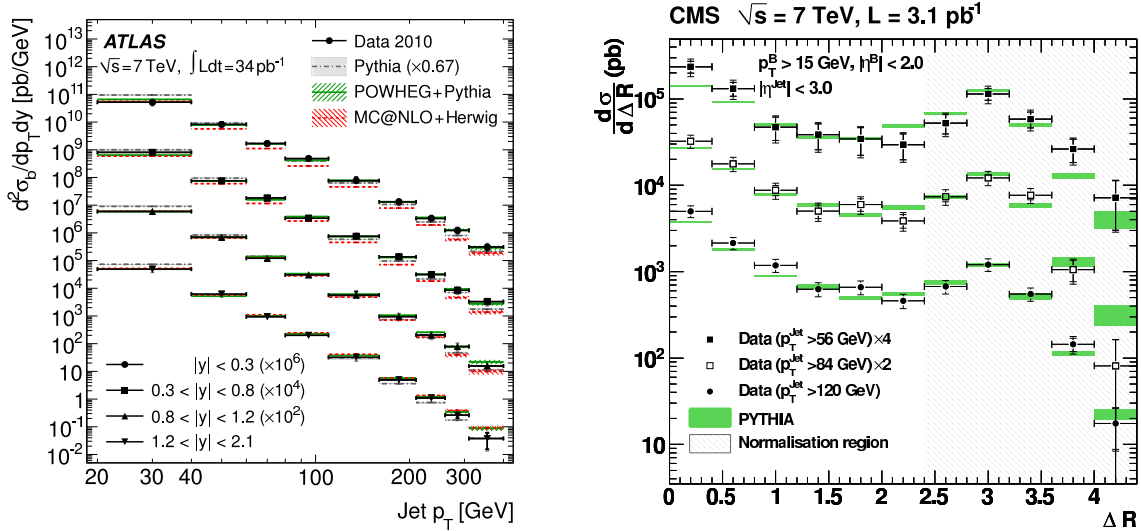 ATLAS
√s = 7 TeV, ∫Ldt = 34 pb⁻¹
Data 2010
Pythia (×0.67)
POWHEG+Pythia
MC@NLO+Herwig
d²σ_b/dp_Tdy [pb/GeV]
10¹³
10¹²
10¹¹
10¹⁰
10⁹
10⁸
10⁷
10⁶
10⁵
10⁴
10³
10²
10
1
10⁻¹
10⁻²
|y| < 0.3 (×10⁶)
0.3 < |y| < 0.8 (×10⁴)
0.8 < |y| < 1.2 (×10²)
1.2 < |y| < 2.1
20 30 40 100 200 300
Jet p_T [GeV]
CMS √s = 7 TeV, L = 3.1 pb⁻¹
p_T^B > 15 GeV, |η^B| < 2.0
|η^Jet| < 3.0
dσ/dΔR (pb)
10⁵
10⁴
10³
10²
10
Data (p_T^Jet >56 GeV)×4
Data (p_T^Jet >84 GeV)×2
Data (p_T^Jet >120 GeV)
PYTHIA
Normalisation region
0 0.5 1 1.5 2 2.5 3 3.5 4
ΔR